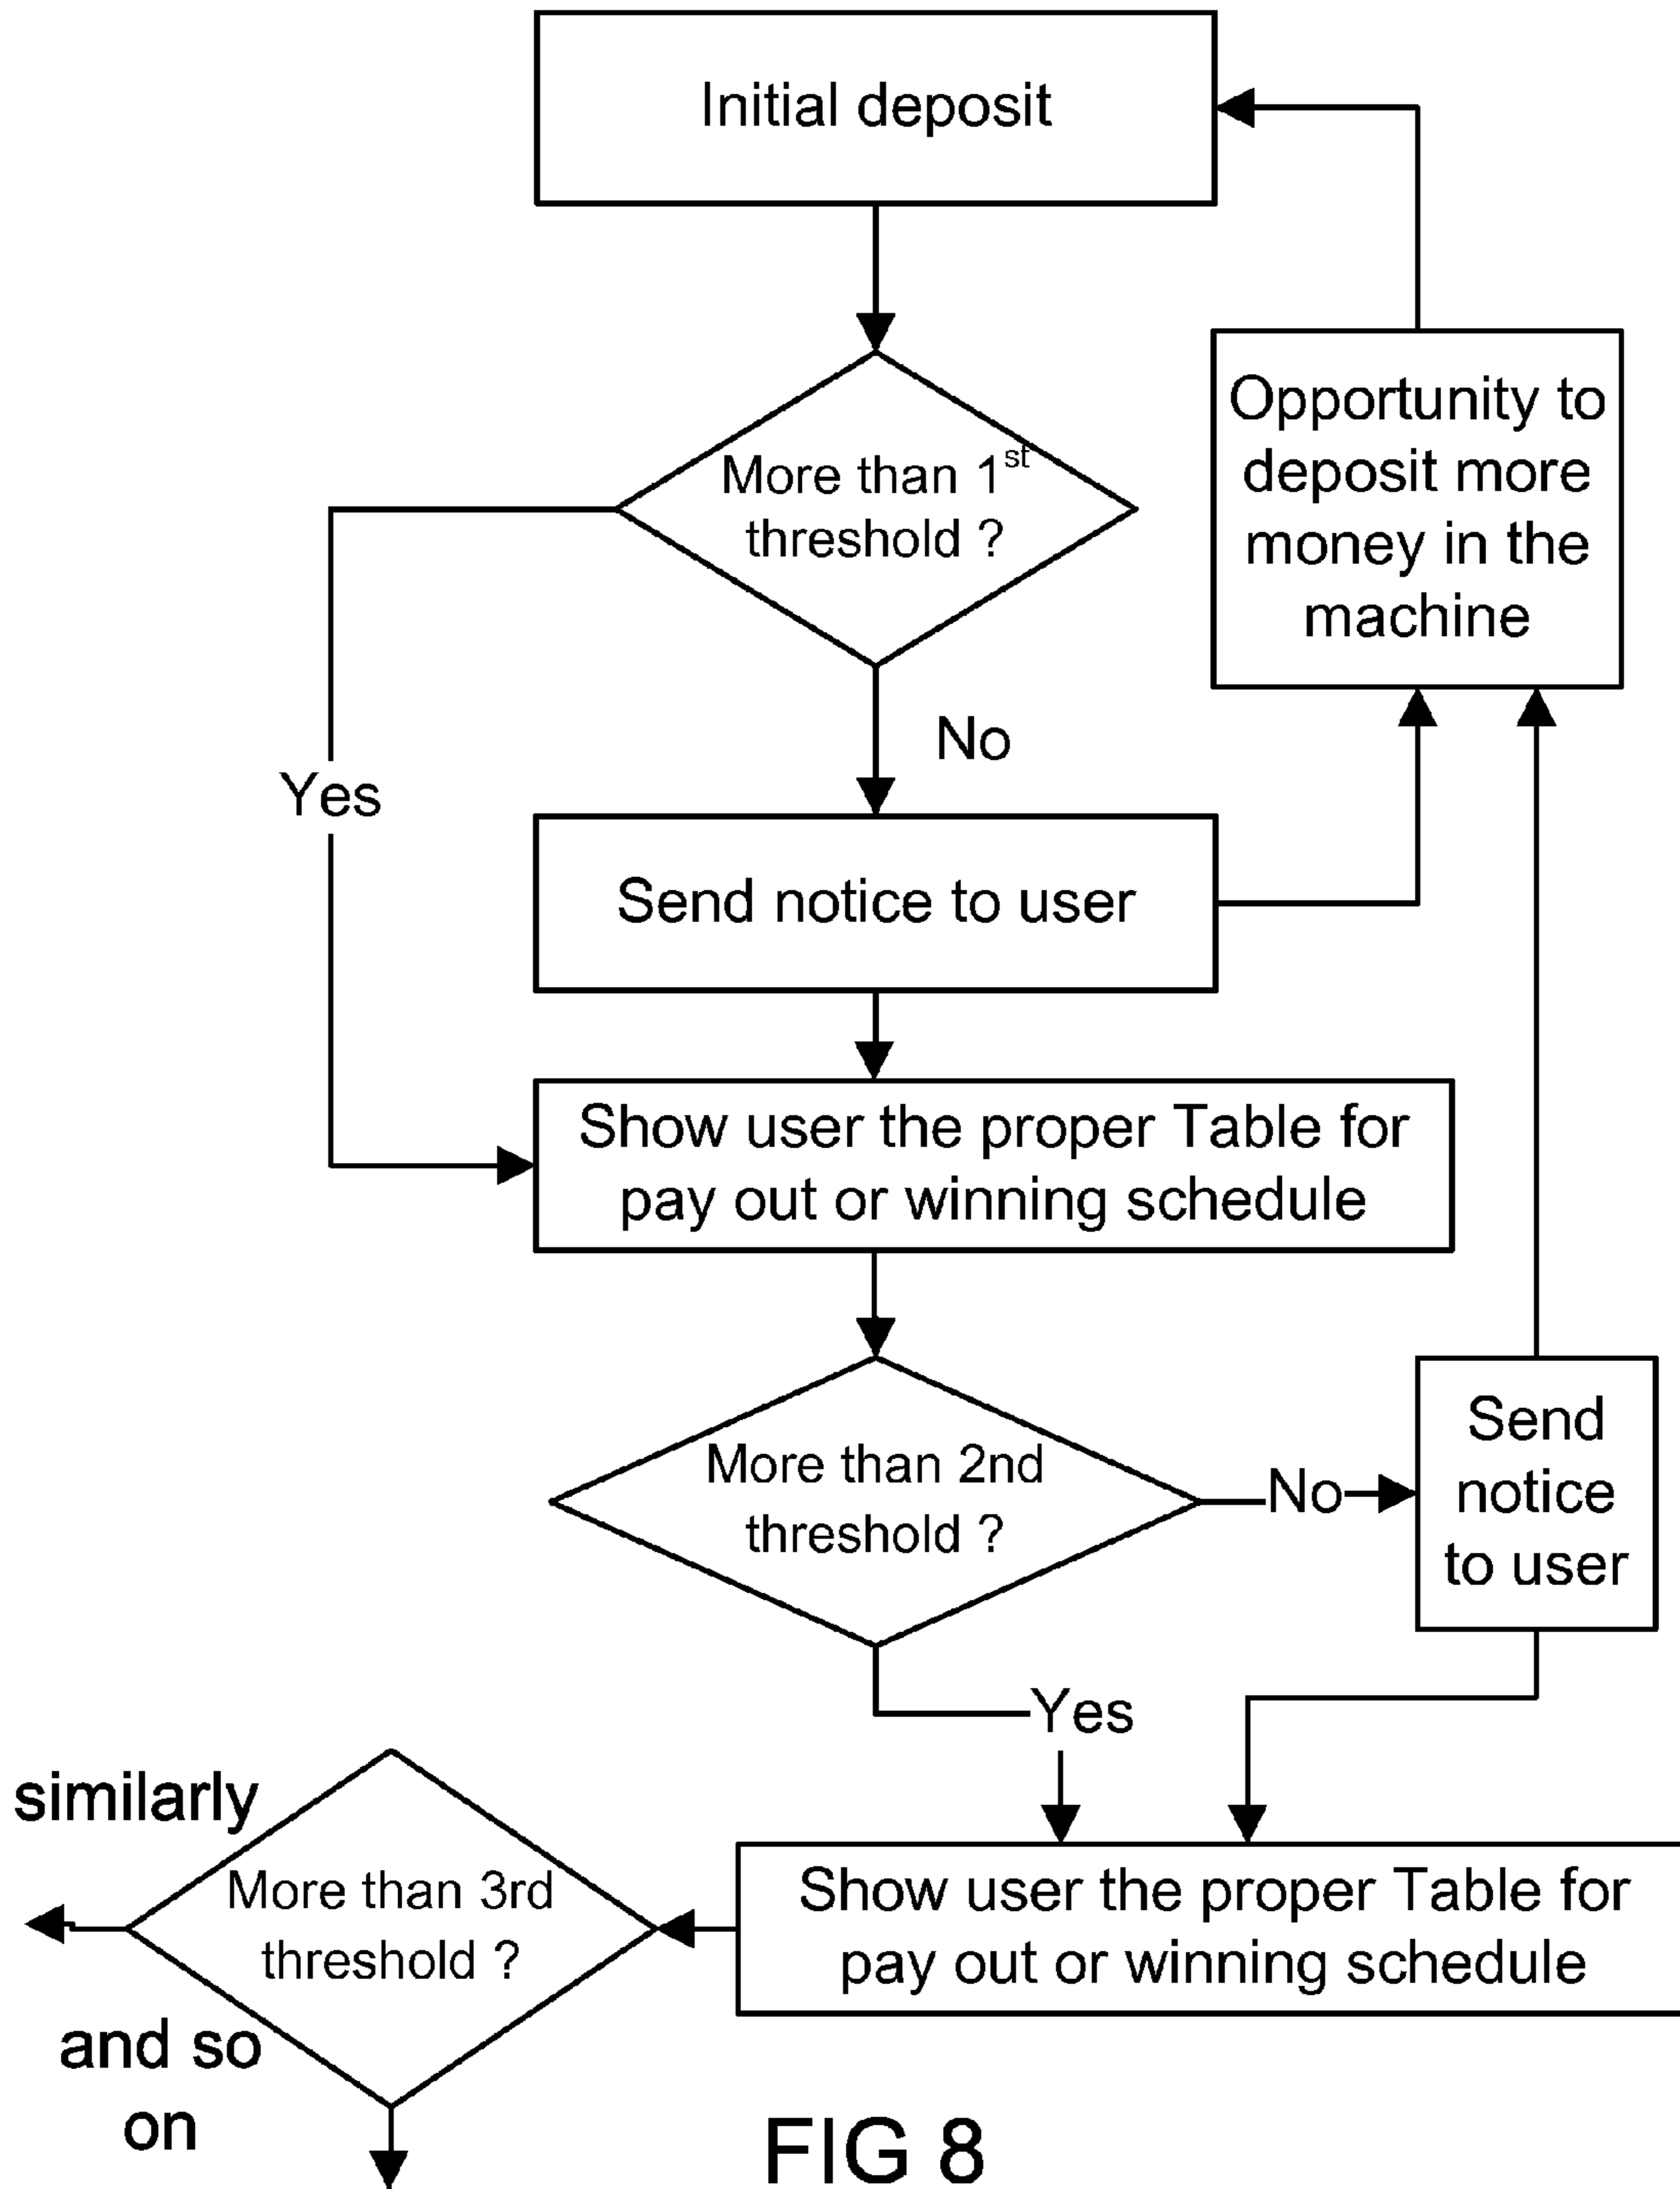 Initial deposit
Opportunity to
deposit more
money in the
machine
More than 1st
threshold ?
No
Yes
Send notice to user
Show user the proper Table for
pay out or winning schedule
More than 2nd
threshold ?
No
Send
notice
to user
Yes
similarly
More than 3rd
threshold ?
Show user the proper Table for
pay out or winning schedule
and so
on
FIG 8